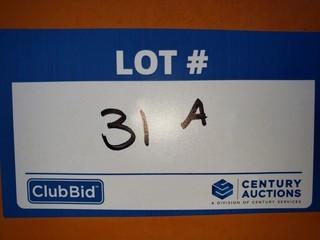 LOT #
31 A
ClubBid
CENTURY
AUCTIONS
A DIVISION OF CENTURY SERVICES